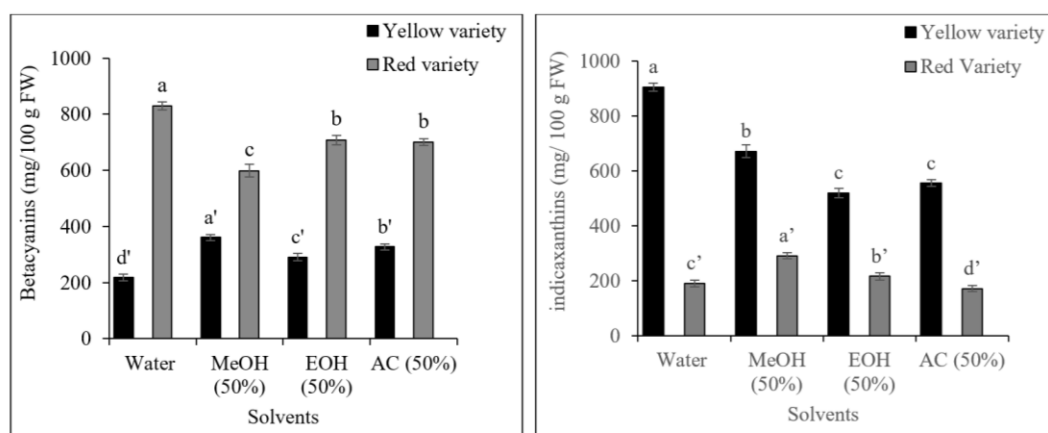 Yellow variety
Red variety
Betacyanins (mg/100 g FW)
1000
800
600
400
200
0
d'
a
a'
c
c'
b
b'
b
Water
MeOH
(50%)
EOH
(50%)
AC (50%)
Solvents
Yellow variety
Red Variety
indicaxanthins (mg/ 100 g FW)
1000
800
600
400
200
0
a
c’
b
a’
c
b’
c
d’
Water
MeOH
(50%)
EOH
(50%)
AC (50%)
Solvents